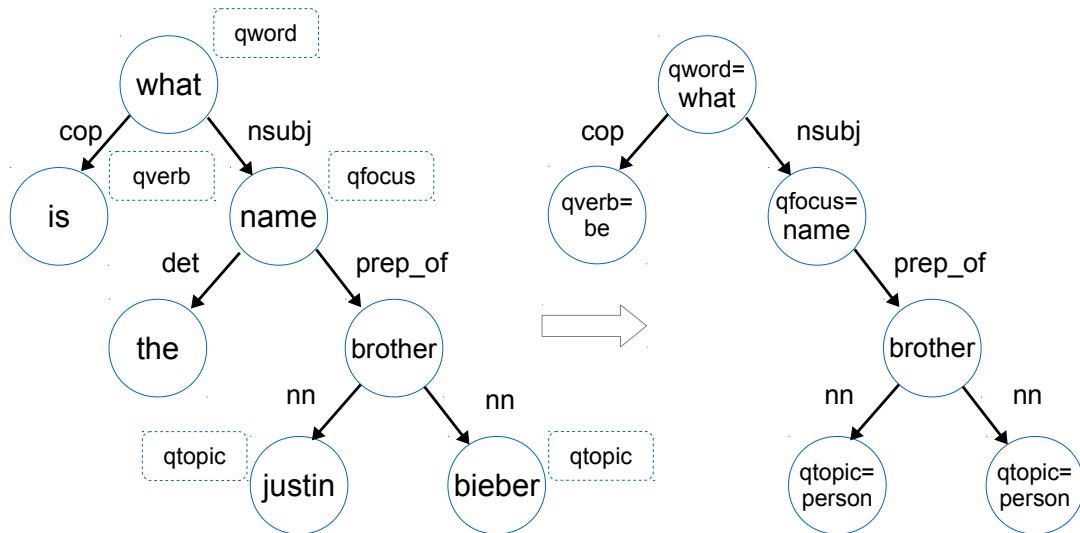 qword
what
cop
nsubj
qverb
qfocus
is
name
det
prep_of
the
brother
nn
nn
qtopic
qtopic
justin
bieber
qword=
what
cop
nsubj
qverb=
be
qfocus=
name
prep_of
brother
nn
nn
qtopic=
person
qtopic=
person